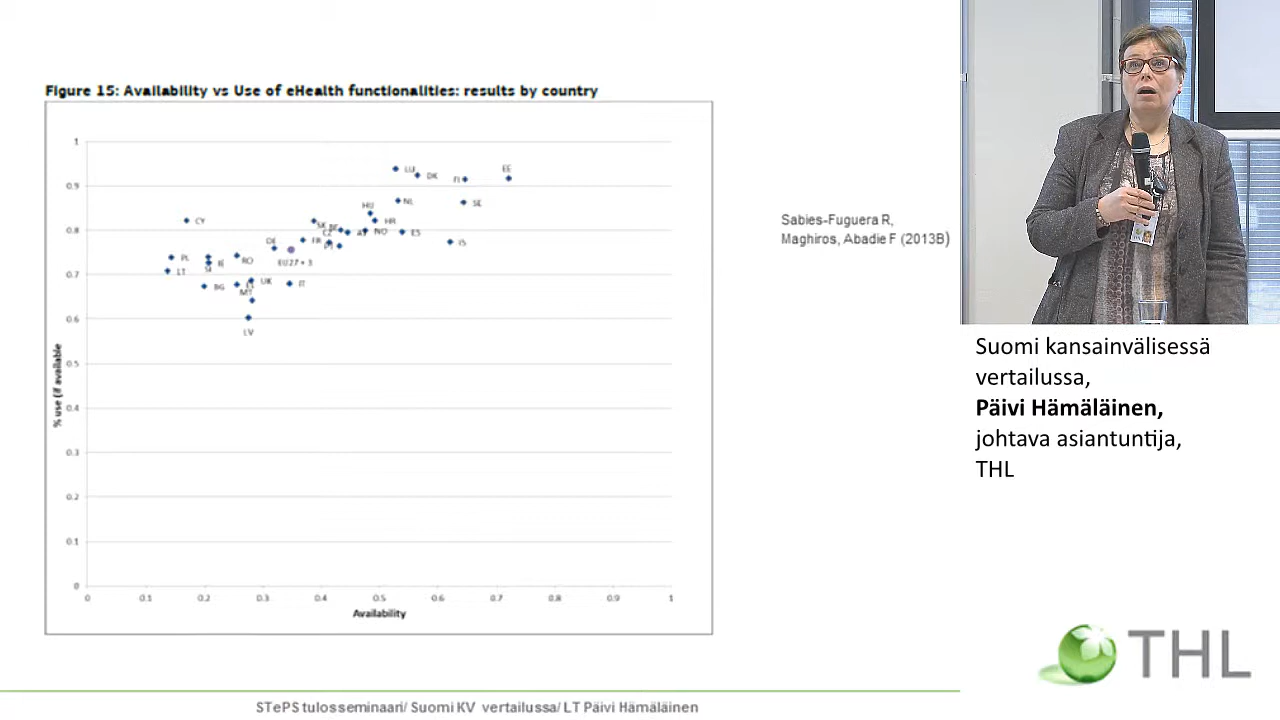 Figure 15: Availability vs Use of eHealth functionalities: results by country
1
0.9
0.8
0.7
0.6
0.5
0.4
0.3
0.2
0.1
0
0
0.1
0.2
0.3
0.4
0.5
0.6
0.7
0.8
0.9
1
% use (if available
Availability
LU
DK
FI
EE
NL
SE
CY
HU
HR
SK
CZ
NO
ES
IS
DE
FR
PT
EU27 + 3
PL
IE
SI
RO
LT
BG
UK
MT
IT
LV
Sabies-Fuguera R,
Maghiros, Abadie F (2013B)
Suomi kansainvälisessä
vertailussa,
Päivi Hämäläinen,
johtava asiantuntija,
THL
THL
STePS tulosseminaari/ Suomi KV vertailussa/ LT Päivi Hämäläinen